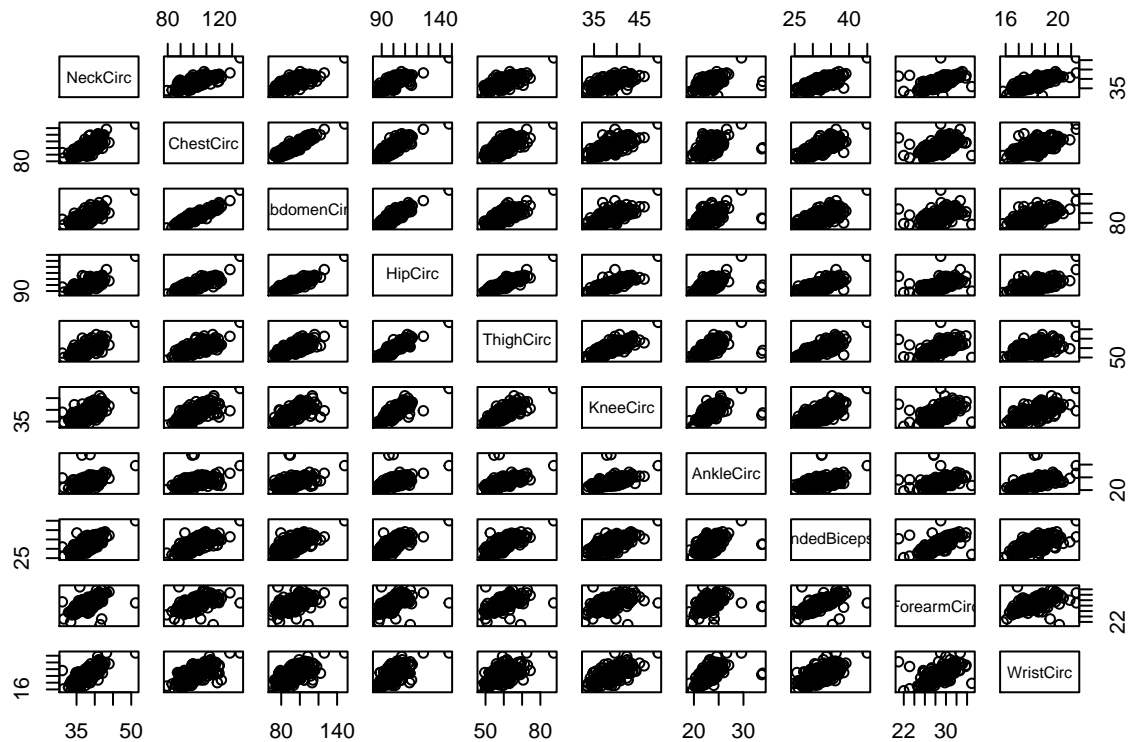 80 120 90 140 35 45 25 40 16 20
NeckCirc 35
80 ChestCirc
bdomenCir 80
90 HipCirc
ThighCirc 50
35 KneeCirc
AnkleCirc 20
25 ndedBiceps
ForearmCirc 22
16 WristCirc
35 50 80 140 50 80 20 30 22 30